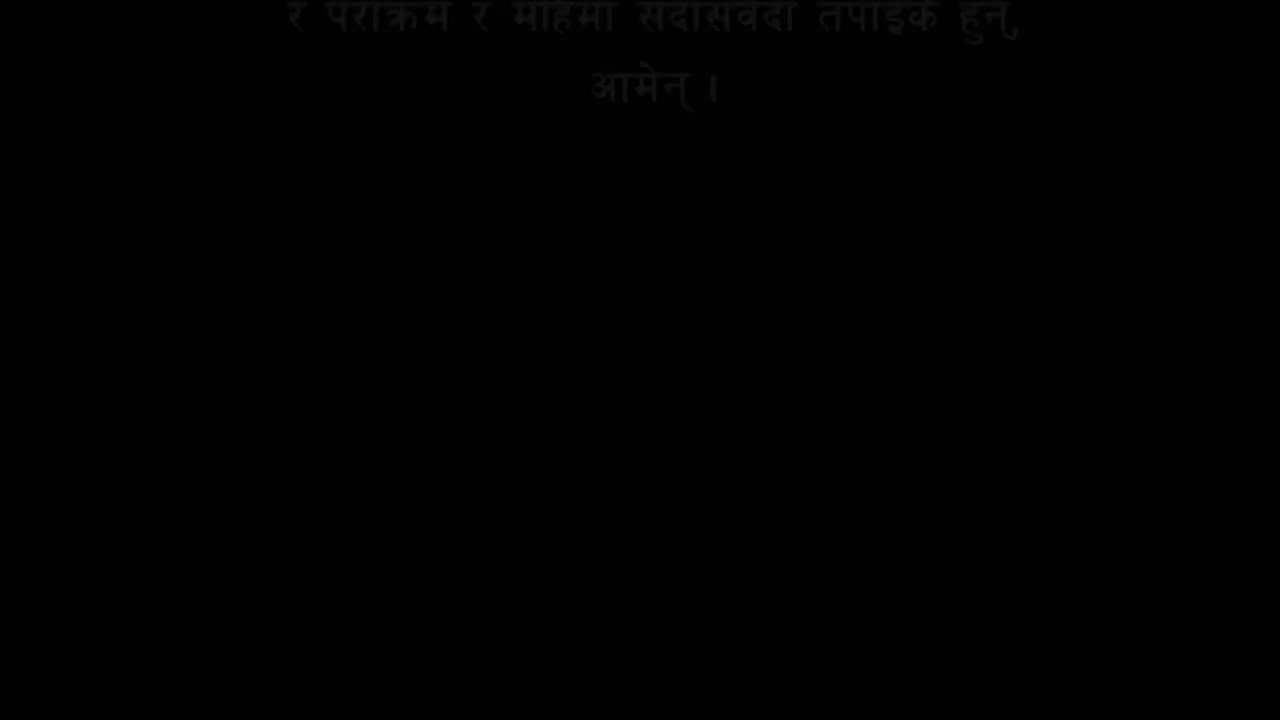 र पराक्रम र महिमा सदासर्वदा तपाईंकै हुन्,
आमेन् ।